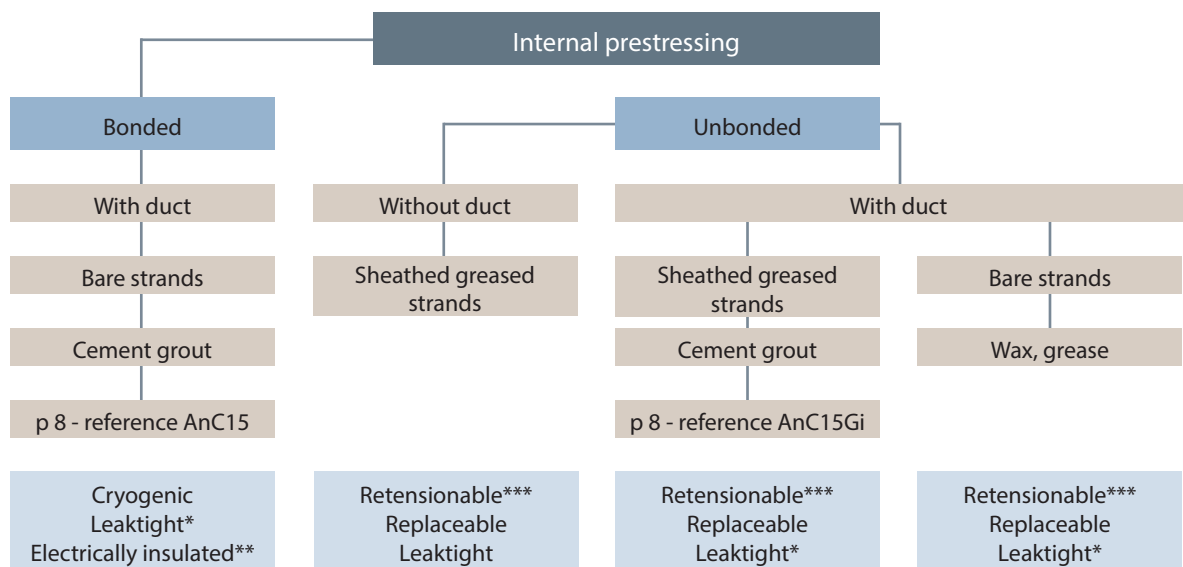 Internal prestressing
Bonded
Unbonded
With duct
Without duct
With duct
Bare strands
Sheathed greased
strands
Sheathed greased
strands
Bare strands
Cement grout
Cement grout
Wax, grease
p 8 - reference AnC15
p 8 - reference AnC15Gi
Cryogenic
Leaktight*
Electrically insulated**
Retensionable***
Replaceable
Leaktight
Retensionable***
Replaceable
Leaktight*
Retensionable***
Replaceable
Leaktight*